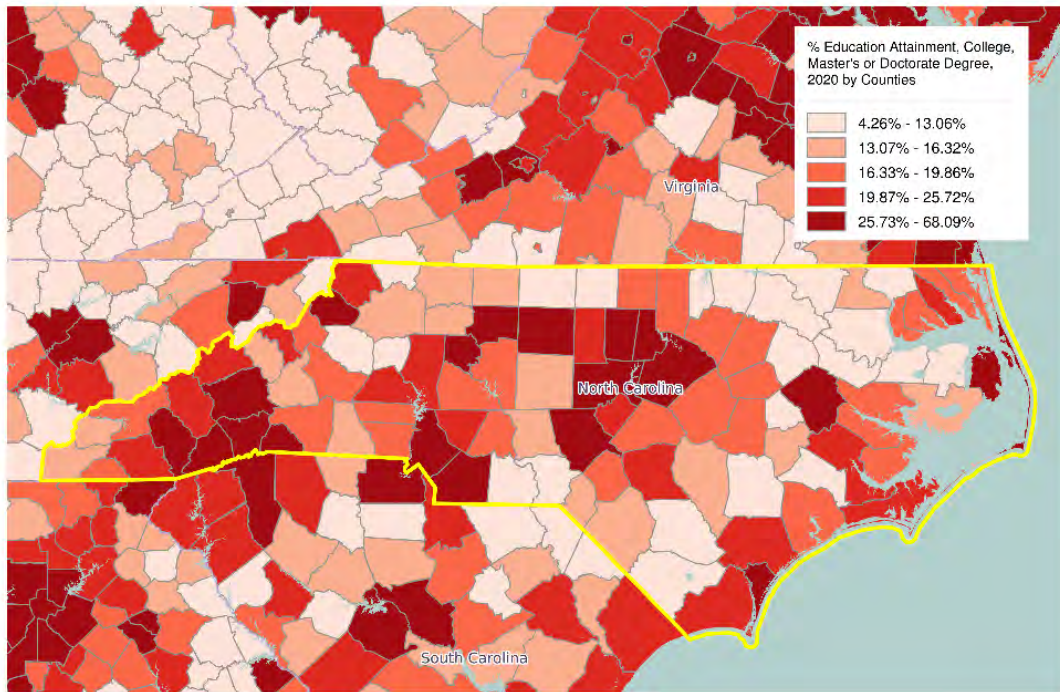 % Education Attainment, College,
Master's or Doctorate Degree,
2020 by Counties
4.26% - 13.06%
13.07% - 16.32%
16.33% - 19.86%
19.87% - 25.72%
25.73% - 68.09%
Virginia
North Carolina
South Carolina